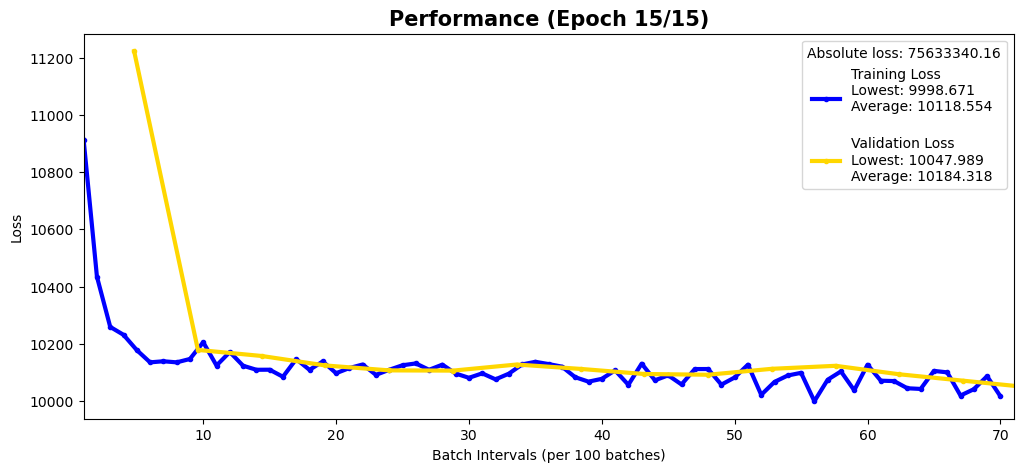 Performance (Epoch 15/15)
Absolute loss: 75633340.16
Training Loss
Lowest: 9998.671
Average: 10118.554
Validation Loss
Lowest: 10047.989
Average: 10184.318
Loss
11200
11000
10800
10600
10400
10200
10000
10 20 30 40 50 60 70
Batch Intervals (per 100 batches)